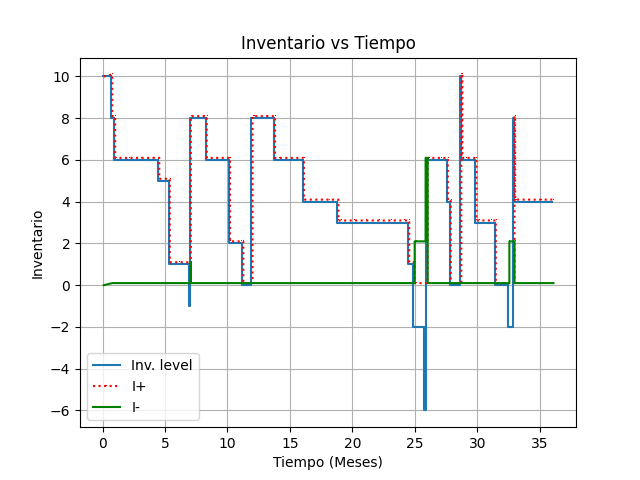 Inventario vs Tiempo
10
8
6
4
2
0
−2
−4
−6
Inventario
Inv. level
I+
I-
0 5 10 15 20 25 30 35
Tiempo (Meses)